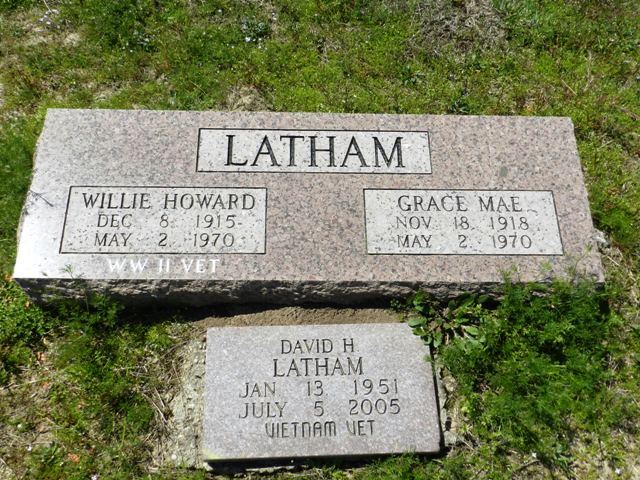 LATHAM
WILLIE HOWARD
DEC 8 1915-
MAY 2 1970
WW II VET
GRACE MAE
NOV 18 1918
MAY 2 1970
DAVID H
LATHAM
JAN 13 1951
JULY 5 2005
VIETNAM VET